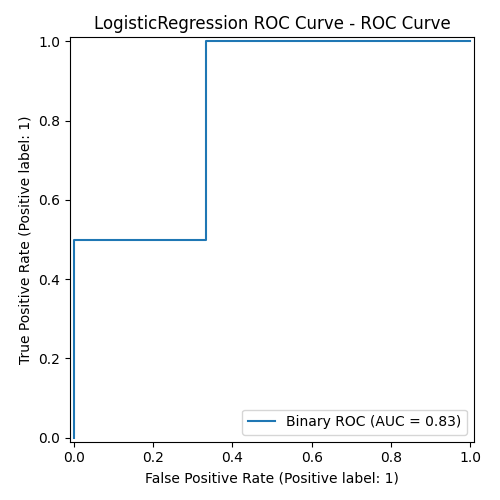 LogisticRegression ROC Curve - ROC Curve
1.0
0.8
0.6
0.4
0.2
0.0
True Positive Rate (Positive label: 1)
Binary ROC (AUC = 0.83)
0.0 0.2 0.4 0.6 0.8 1.0
False Positive Rate (Positive label: 1)